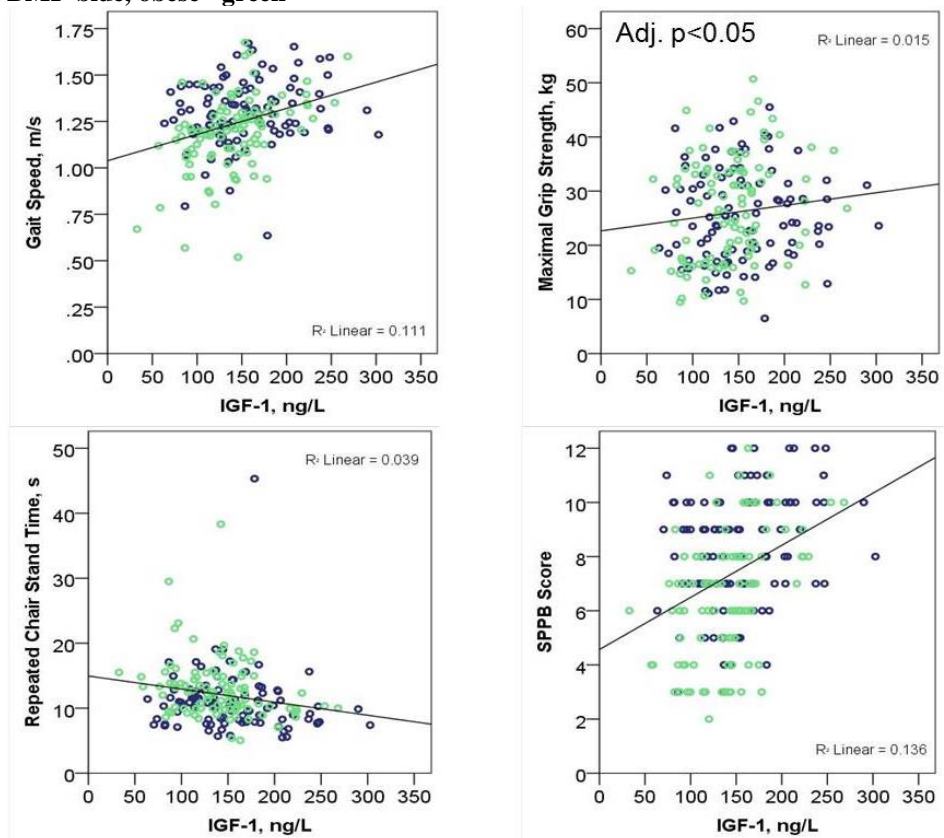 obese green
1.75
1.50
1.25
1.00
.75
.50
.25
.00
Gait Speed, m/s
R² Linear = 0.111
0 50 100 150 200 250 300 350
IGF-1, ng/L
Adj. p<0.05
R² Linear = 0.015
60
50
40
30
20
10
0
Maximal Grip Strength, kg
0 50 100 150 200 250 300 350
IGF-1, ng/L
R² Linear = 0.039
50
40
30
20
10
0
Repeated Chair Stand Time, s
0 50 100 150 200 250 300 350
IGF-1, ng/L
12
10
8
6
4
2
0
SPPB Score
R² Linear = 0.136
0 50 100 150 200 250 300 350
IGF-1, ng/L